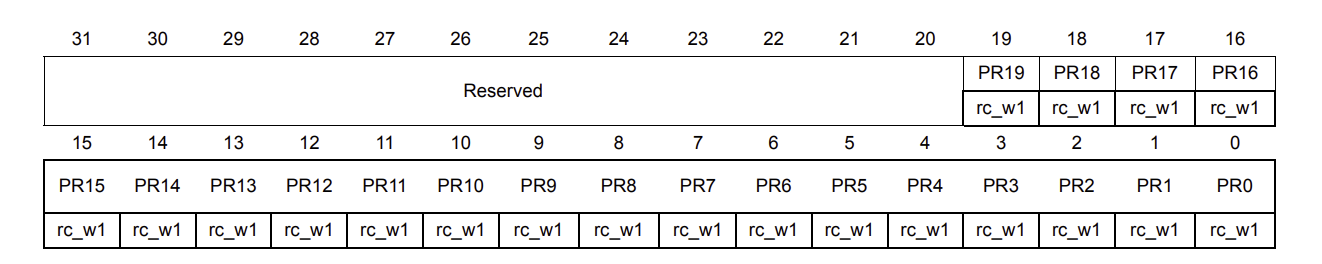 31 30 29 28 27 26 25 24 23 22 21 20 19 18 17 16
Reserved PR19 PR18 PR17 PR16
rc_w1 rc_w1 rc_w1 rc_w1
15 14 13 12 11 10 9 8 7 6 5 4 3 2 1 0
PR15 PR14 PR13 PR12 PR11 PR10 PR9 PR8 PR7 PR6 PR5 PR4 PR3 PR2 PR1 PR0
rc_w1 rc_w1 rc_w1 rc_w1 rc_w1 rc_w1 rc_w1 rc_w1 rc_w1 rc_w1 rc_w1 rc_w1 rc_w1 rc_w1 rc_w1 rc_w1